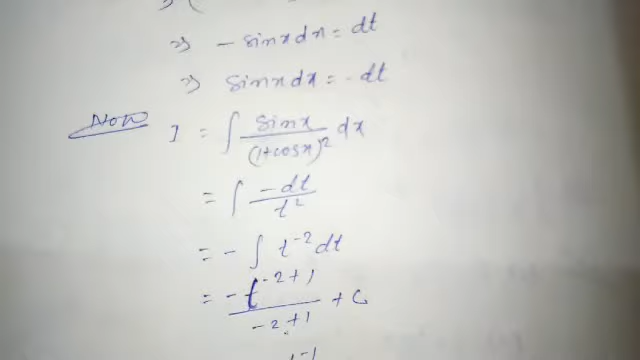 ⇒ - sinx dx = dt
⇒ sinx dx = - dt
Now I = ∫ sinx / (1+cosx)² dx
= ∫ -dt / t²
= - ∫ t⁻² dt
= - t⁻²⁺¹ / -2+1 + C